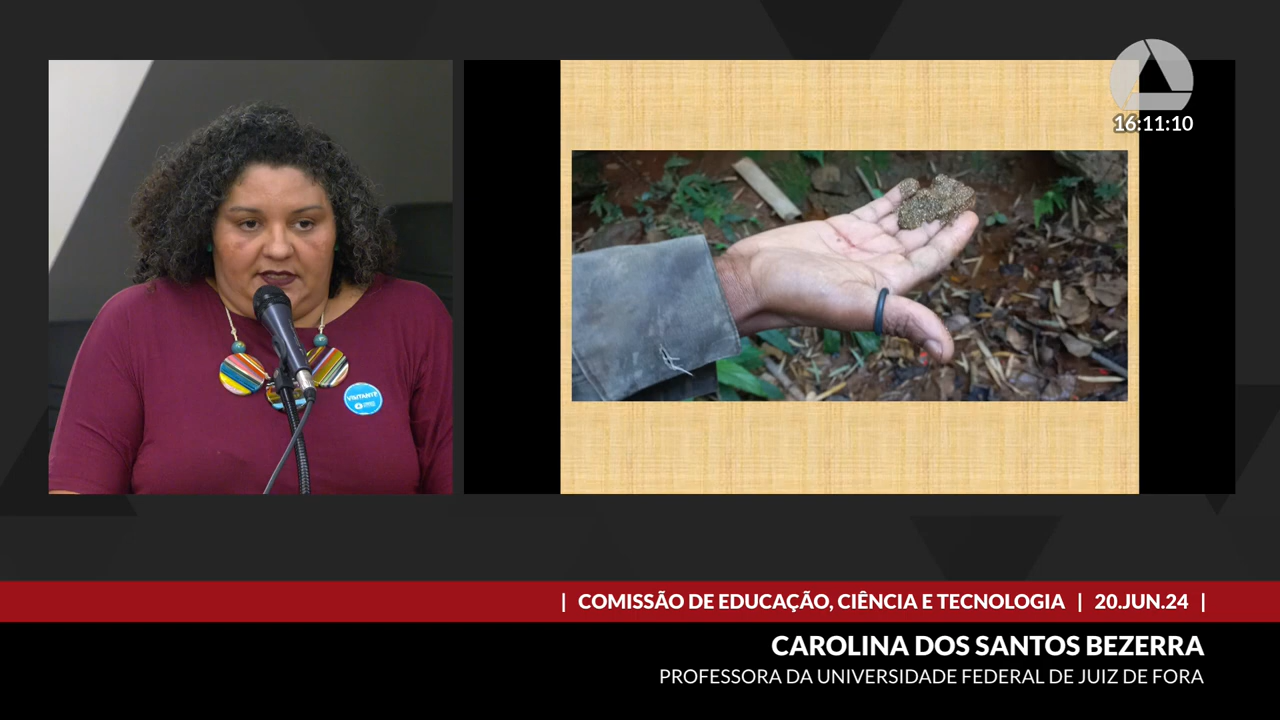 16:11:10
VISITANTE
| COMISSÃO DE EDUCAÇÃO, CIÊNCIA E TECNOLOGIA | 20.JUN.24 |
CAROLINA DOS SANTOS BEZERRA
PROFESSORA DA UNIVERSIDADE FEDERAL DE JUIZ DE FORA